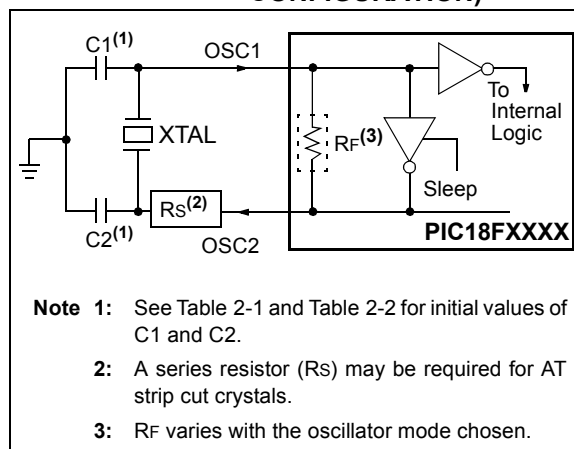 CONFIGURATION)
C1(1)
OSC1
To
Internal
Logic
XTAL
RF(3)
Sleep
RS(2)
C2(1)
OSC2
PIC18FXXXX
Note 1: See Table 2-1 and Table 2-2 for initial values of
C1 and C2.
2: A series resistor (RS) may be required for AT
strip cut crystals.
3: RF varies with the oscillator mode chosen.